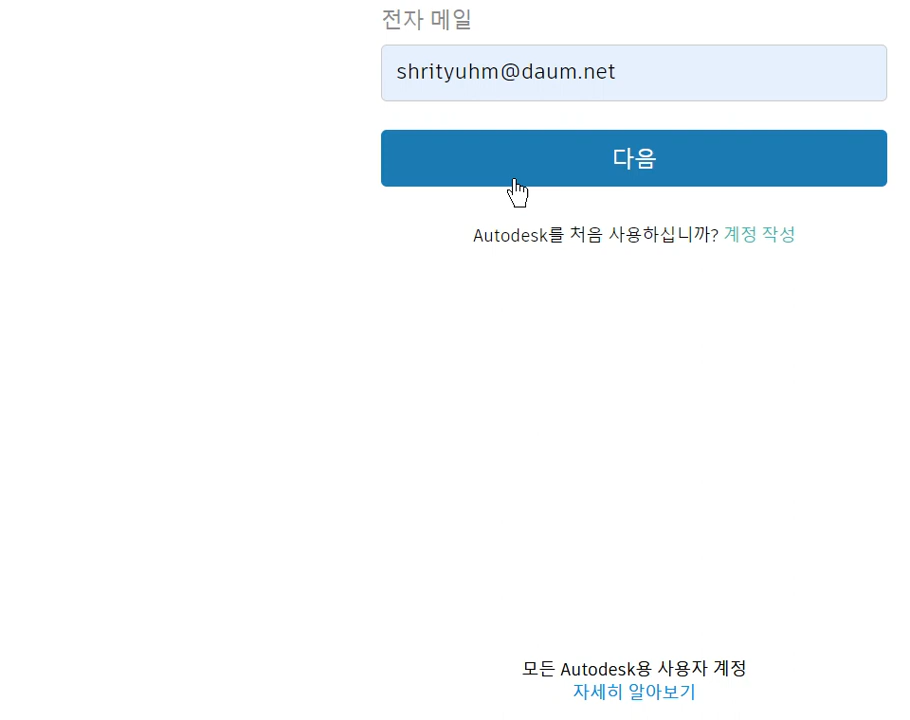 전자 메일
shrityuhm@daum.net
다음
Autodesk를 처음 사용하십니까? 계정 작성
모든 Autodesk용 사용자 계정
자세히 알아보기